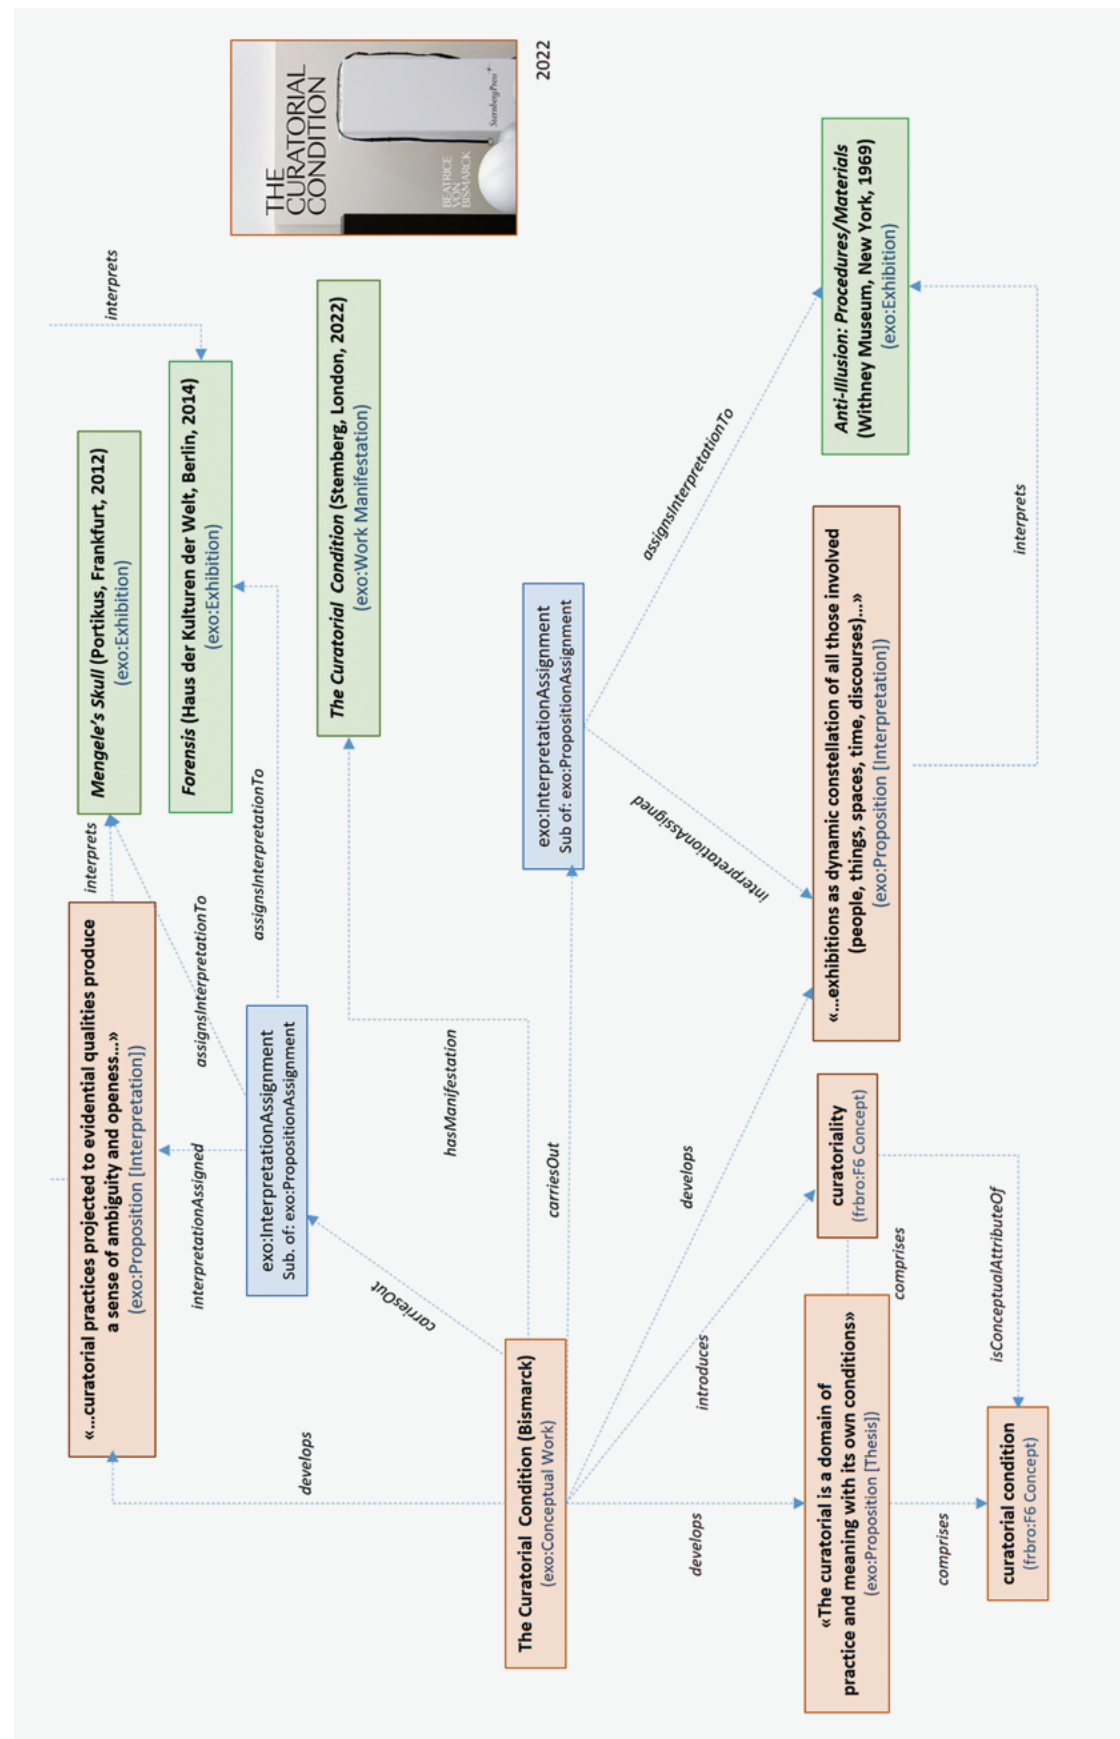 interprets
«…curatorial practices projected to evidential qualities produce
a sense of ambiguity and openess…»
(exo:Proposition [Interpretation])
interprets
Mengele’s Skull (Portikus, Frankfurt, 2012)
(exo:Exhibition)
Forensis (Haus der Kulturen der Welt, Berlin, 2014)
(exo:Exhibition)
develops
interpretationAssigned
assignsInterpretationTo
assignsInterpretationTo
exo:InterpretationAssignment
Sub. of: exo:PropositionAssignment
THE
CURATORIAL
CONDITION
BEATRICE
VON
BISMARCK
SternbergPress
2022
The Curatorial Condition (Stemberg, London, 2022)
(exo:Work Manifestation)
carriesOut
hasManifestation
The Curatorial Condition (Bismarck)
(exo:Conceptual Work)
carriesOut
exo:InterpretationAssignment
Sub of: exo:PropositionAssignment
develops
introduces
develops
interpretationAssigned
assignsInterpretationTo
«The curatorial is a domain of
practice and meaning with its own conditions»
(exo:Proposition [Thesis])
curatoriality
(frbro:F6 Concept)
«…exhibitions as dynamic constellation of all those involved
(people, things, spaces, time, discourses)…»
(exo:Proposition [Interpretation])
Anti-Illusion: Procedures/Materials
(Withney Museum, New York, 1969)
(exo:Exhibition)
comprises
comprises
isConceptualAttributeOf
interprets
curatorial condition
(frbro:F6 Concept)